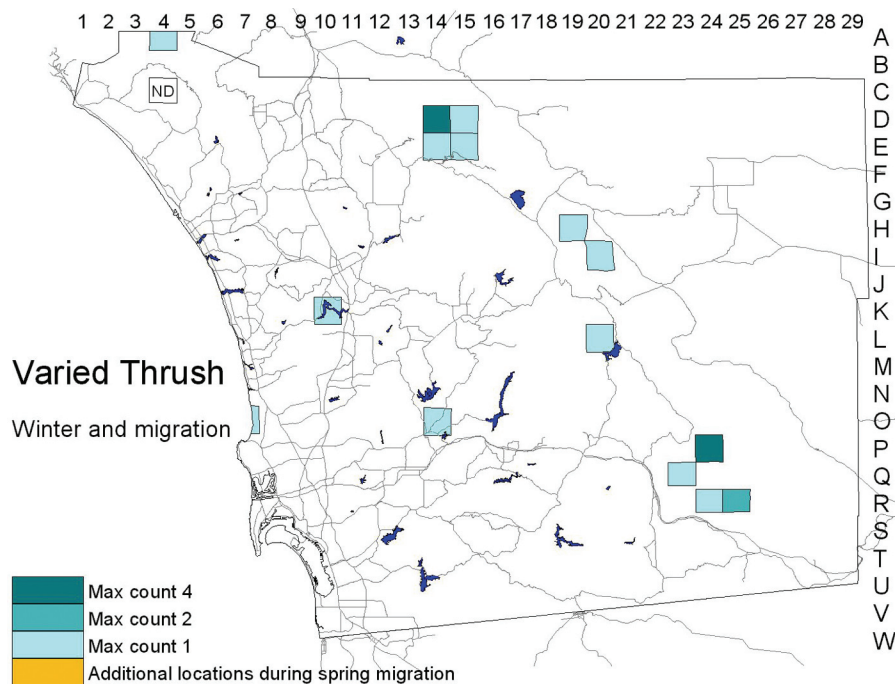 1 2 3 4 5 7 8 9 10 11 12 13 14 15 16 17 18 19 20 21 22 23 24 25 26 27 28 29
A
B
C
ND
D
E
F
G
H
I
J
K
L
Varied Thrush
M
N
Winter and migration
O
P
Q
R
S
T
Max count 4
U
Max count 2
V
Max count 1
W
Additional locations during spring migration